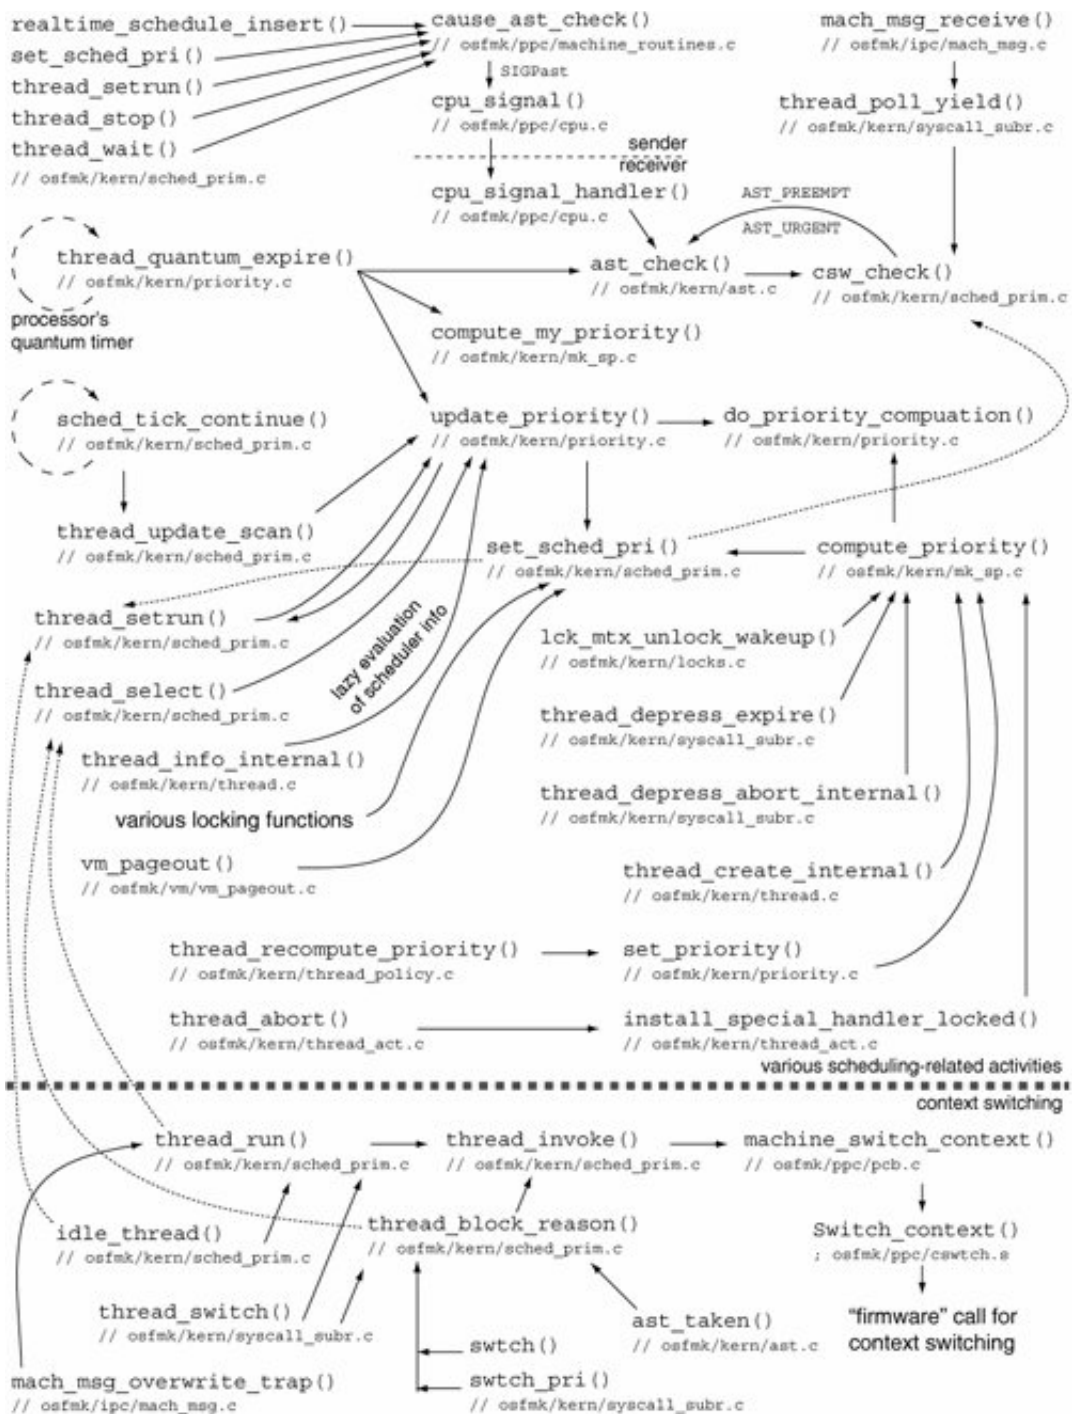 realtime_schedule_insert()
set_sched_pri()
thread_setrun()
thread_stop()
thread_wait()
// osfmk/kern/sched_prim.c
cause_ast_check()
// osfmk/ppc/machine_routines.c
SIGPast
cpu_signal()
// osfmk/ppc/cpu.c
sender
receiver
cpu_signal_handler()
// osfmk/ppc/cpu.c
mach_msg_receive()
// osfmk/ipc/mach_msg.c
thread_poll_yield()
// osfmk/kern/syscall_subr.c
AST_PREEMPT
AST_URGENT
thread_quantum_expire()
// osfmk/kern/priority.c
processor's
quantum timer
ast_check()
// osfmk/kern/ast.c
csw_check()
// osfmk/kern/sched_prim.c
compute_my_priority()
// osfmk/kern/mk_sp.c
sched_tick_continue()
// osfmk/kern/sched_prim.c
update_priority()
// osfmk/kern/priority.c
do_priority_compuation()
// osfmk/kern/priority.c
thread_update_scan()
// osfmk/kern/sched_prim.c
set_sched_pri()
// osfmk/kern/sched_prim.c
compute_priority()
// osfmk/kern/mk_sp.c
thread_setrun()
// osfmk/kern/sched_prim.c
lazy evaluation
of scheduler info
lck_mtx_unlock_wakeup()
// osfmk/kern/locks.c
thread_select()
// osfmk/kern/sched_prim.c
thread_depress_expire()
// osfmk/kern/syscall_subr.c
thread_info_internal()
// osfmk/kern/thread.c
thread_depress_abort_internal()
// osfmk/kern/syscall_subr.c
various locking functions
vm_pageout()
// osfmk/vm/vm_pageout.c
thread_create_internal()
// osfmk/kern/thread.c
thread_recompute_priority()
// osfmk/kern/thread_policy.c
set_priority()
// osfmk/kern/priority.c
thread_abort()
// osfmk/kern/thread_act.c
install_special_handler_locked()
// osfmk/kern/thread_act.c
various scheduling-related activities
context switching
thread_run()
// osfmk/kern/sched_prim.c
thread_invoke()
// osfmk/kern/sched_prim.c
machine_switch_context()
// osfmk/ppc/pcb.c
idle_thread()
// osfmk/kern/sched_prim.c
thread_block_reason()
// osfmk/kern/sched_prim.c
Switch_context()
; osfmk/ppc/cswtch.s
thread_switch()
// osfmk/kern/syscall_subr.c
ast_taken()
// osfmk/kern/ast.c
"firmware" call for
context switching
swtch()
swtch_pri()
// osfmk/kern/syscall_subr.c
mach_msg_overwrite_trap()
// osfmk/ipc/mach_msg.c